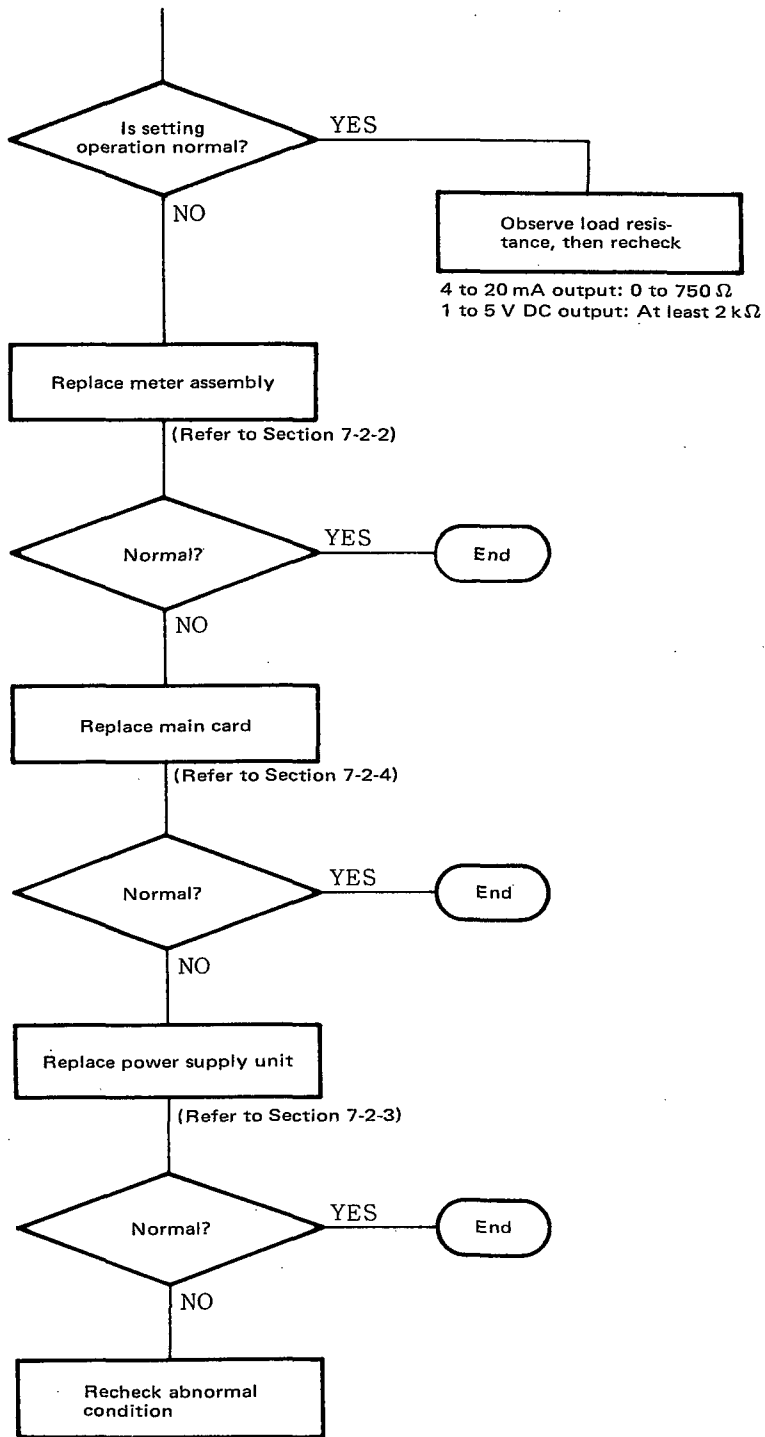 Is setting
operation normal?
YES
NO
Observe load resis-
tance, then recheck
4 to 20 mA output: 0 to 750 Ω
1 to 5 V DC output: At least 2 kΩ
Replace meter assembly
(Refer to Section 7-2-2)
Normal?
YES
End
NO
Replace main card
(Refer to Section 7-2-4)
Normal?
YES
End
NO
Replace power supply unit
(Refer to Section 7-2-3)
Normal?
YES
End
NO
Recheck abnormal
condition